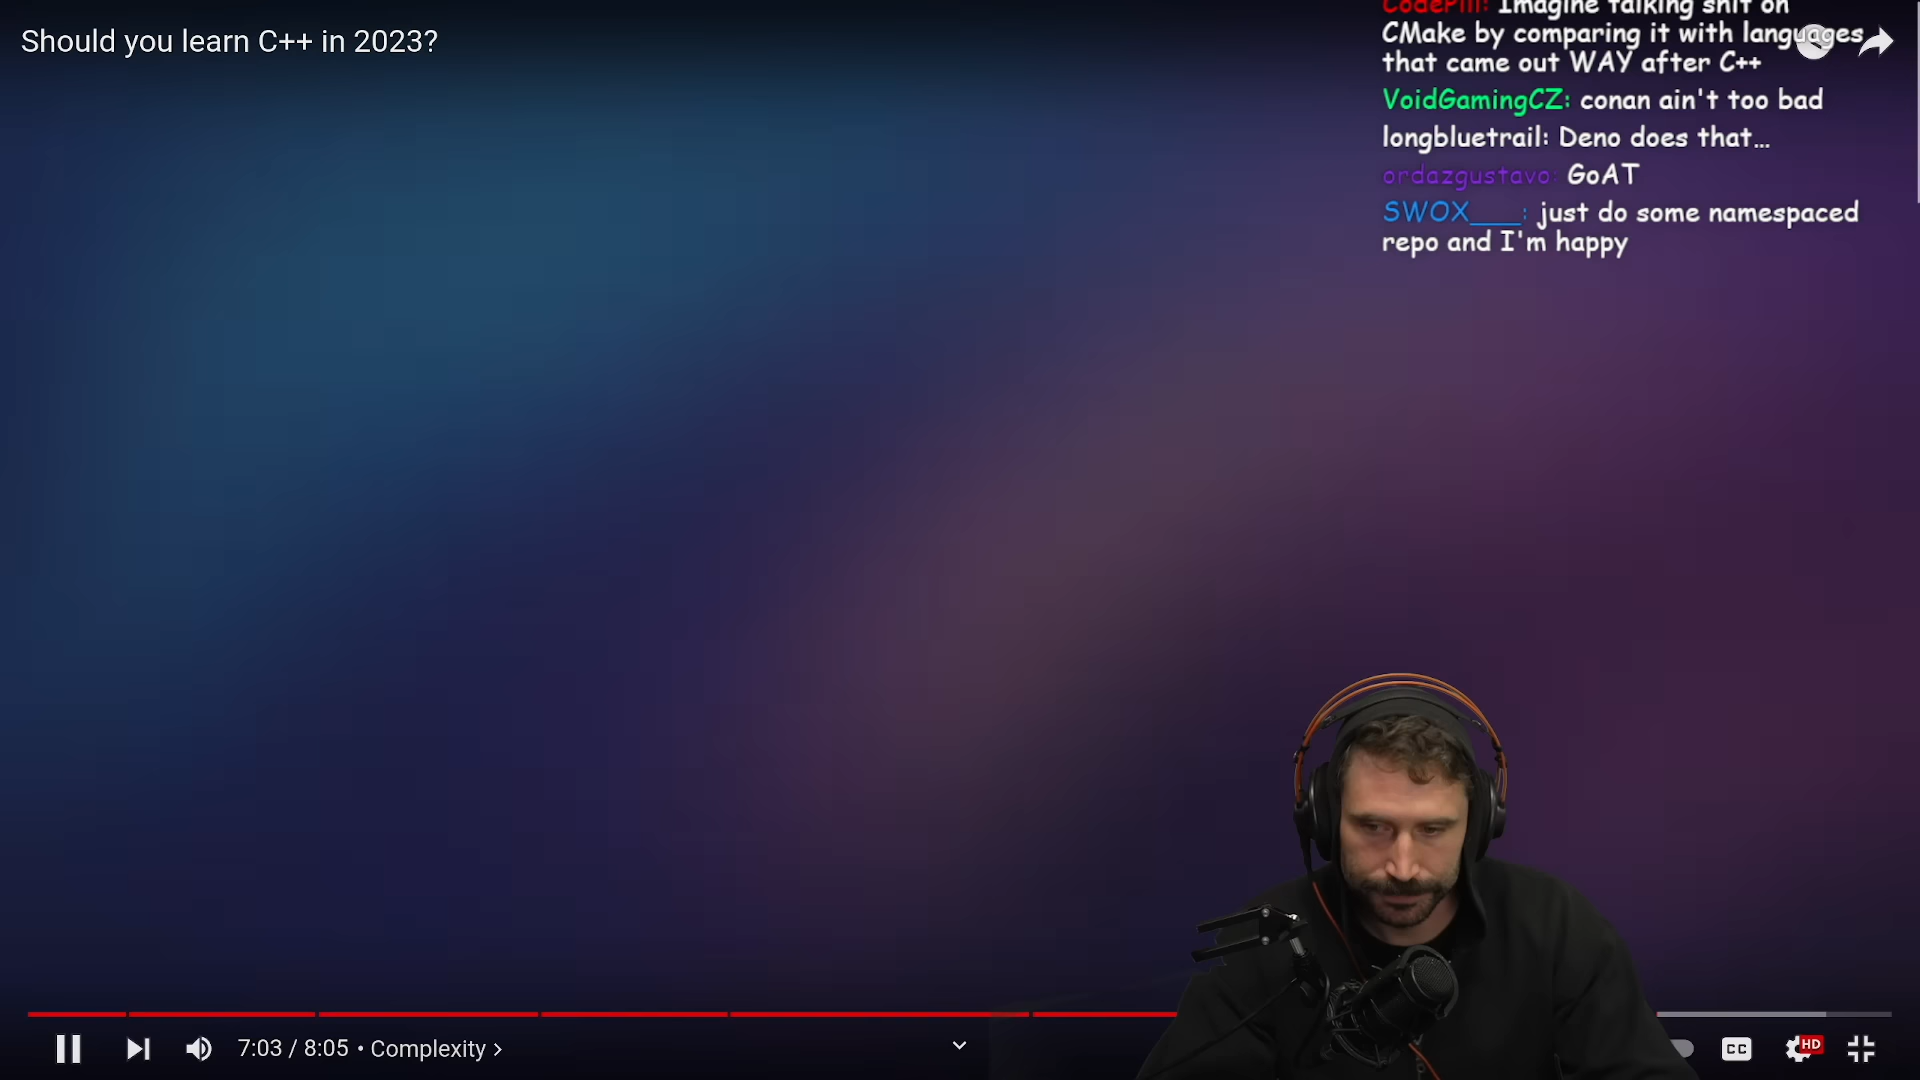 Should you learn C++ in 2023?
CodePill: Imagine talking shit on
CMake by comparing it with languages
that came out WAY after C++
VoidGamingCZ: conan ain't too bad
longbluetrail: Deno does that...
ordazgustavo: GoAT
SWOX___: just do some namespaced
repo and I'm happy
7:03 / 8:05 • Complexity
CC
HD